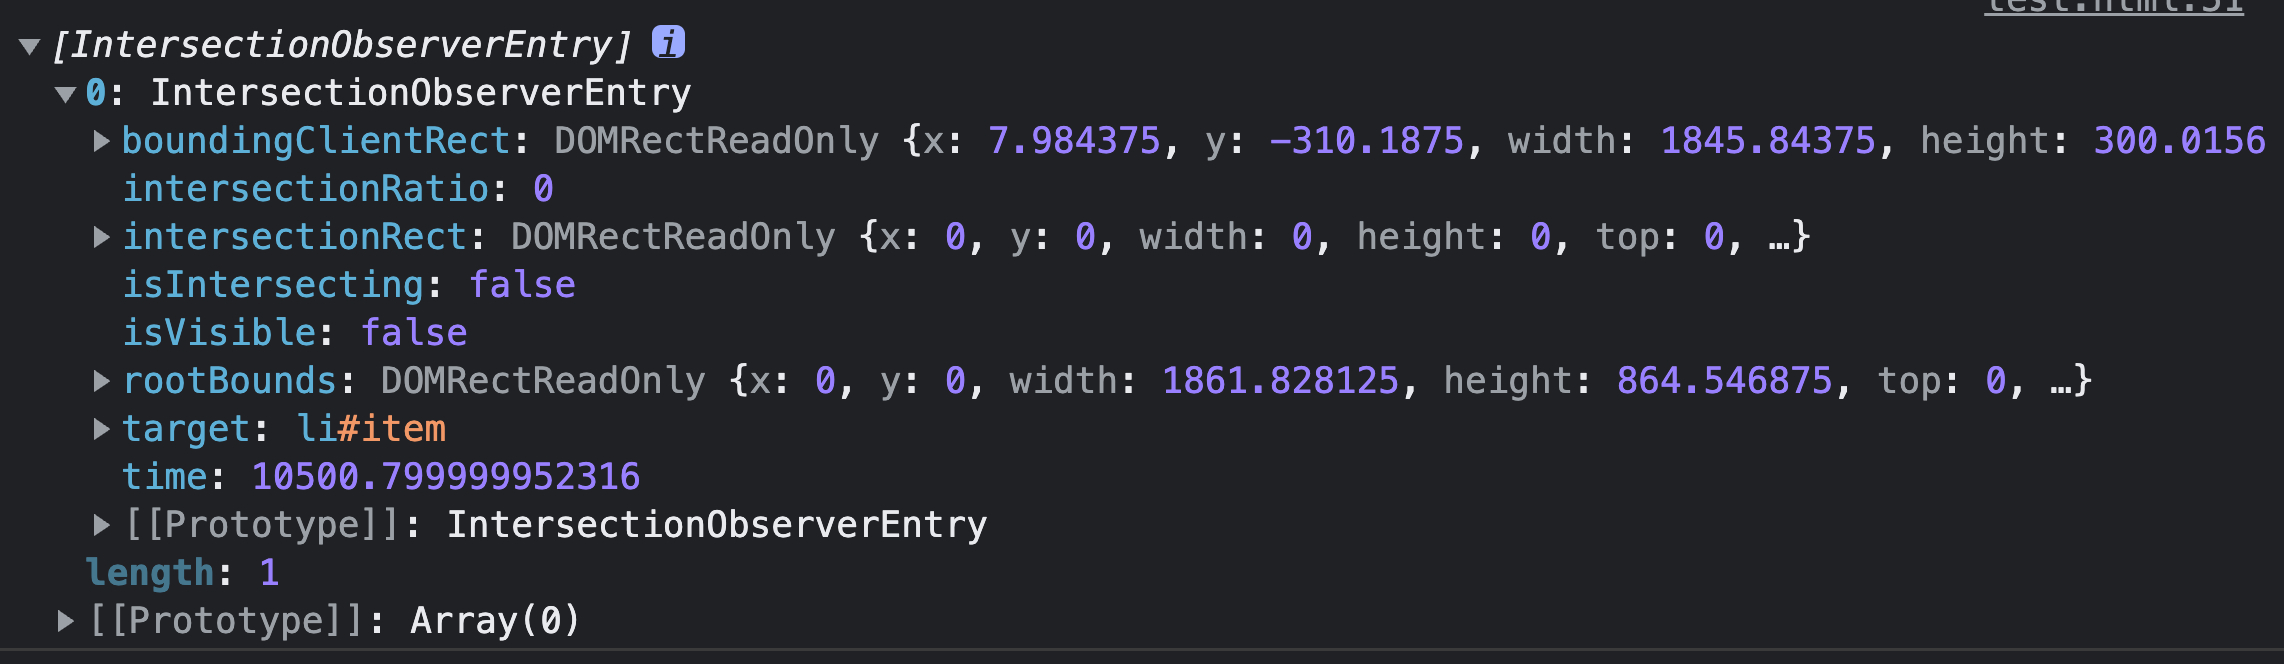 test.html:51
[IntersectionObserverEntry] i
0: IntersectionObserverEntry
boundingClientRect: DOMRectReadOnly {x: 7.984375, y: -310.1875, width: 1845.84375, height: 300.0156
intersectionRatio: 0
intersectionRect: DOMRectReadOnly {x: 0, y: 0, width: 0, height: 0, top: 0, …}
isIntersecting: false
isVisible: false
rootBounds: DOMRectReadOnly {x: 0, y: 0, width: 1861.828125, height: 864.546875, top: 0, …}
target: li#item
time: 10500.799999952316
[[Prototype]]: IntersectionObserverEntry
length: 1
[[Prototype]]: Array(0)